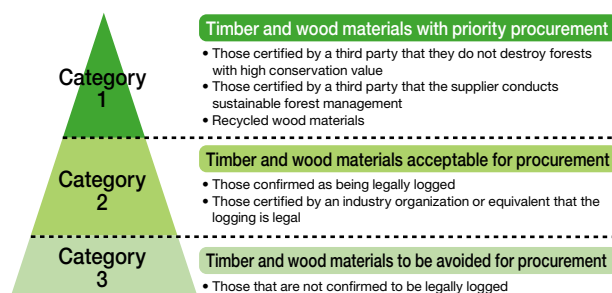 Category
1
Timber and wood materials with priority procurement
• Those certified by a third party that they do not destroy forests
with high conservation value
• Those certified by a third party that the supplier conducts
sustainable forest management
• Recycled wood materials
Category
2
Timber and wood materials acceptable for procurement
• Those confirmed as being legally logged
• Those certified by an industry organization or equivalent that the
logging is legal
Category
3
Timber and wood materials to be avoided for procurement
• Those that are not confirmed to be legally logged